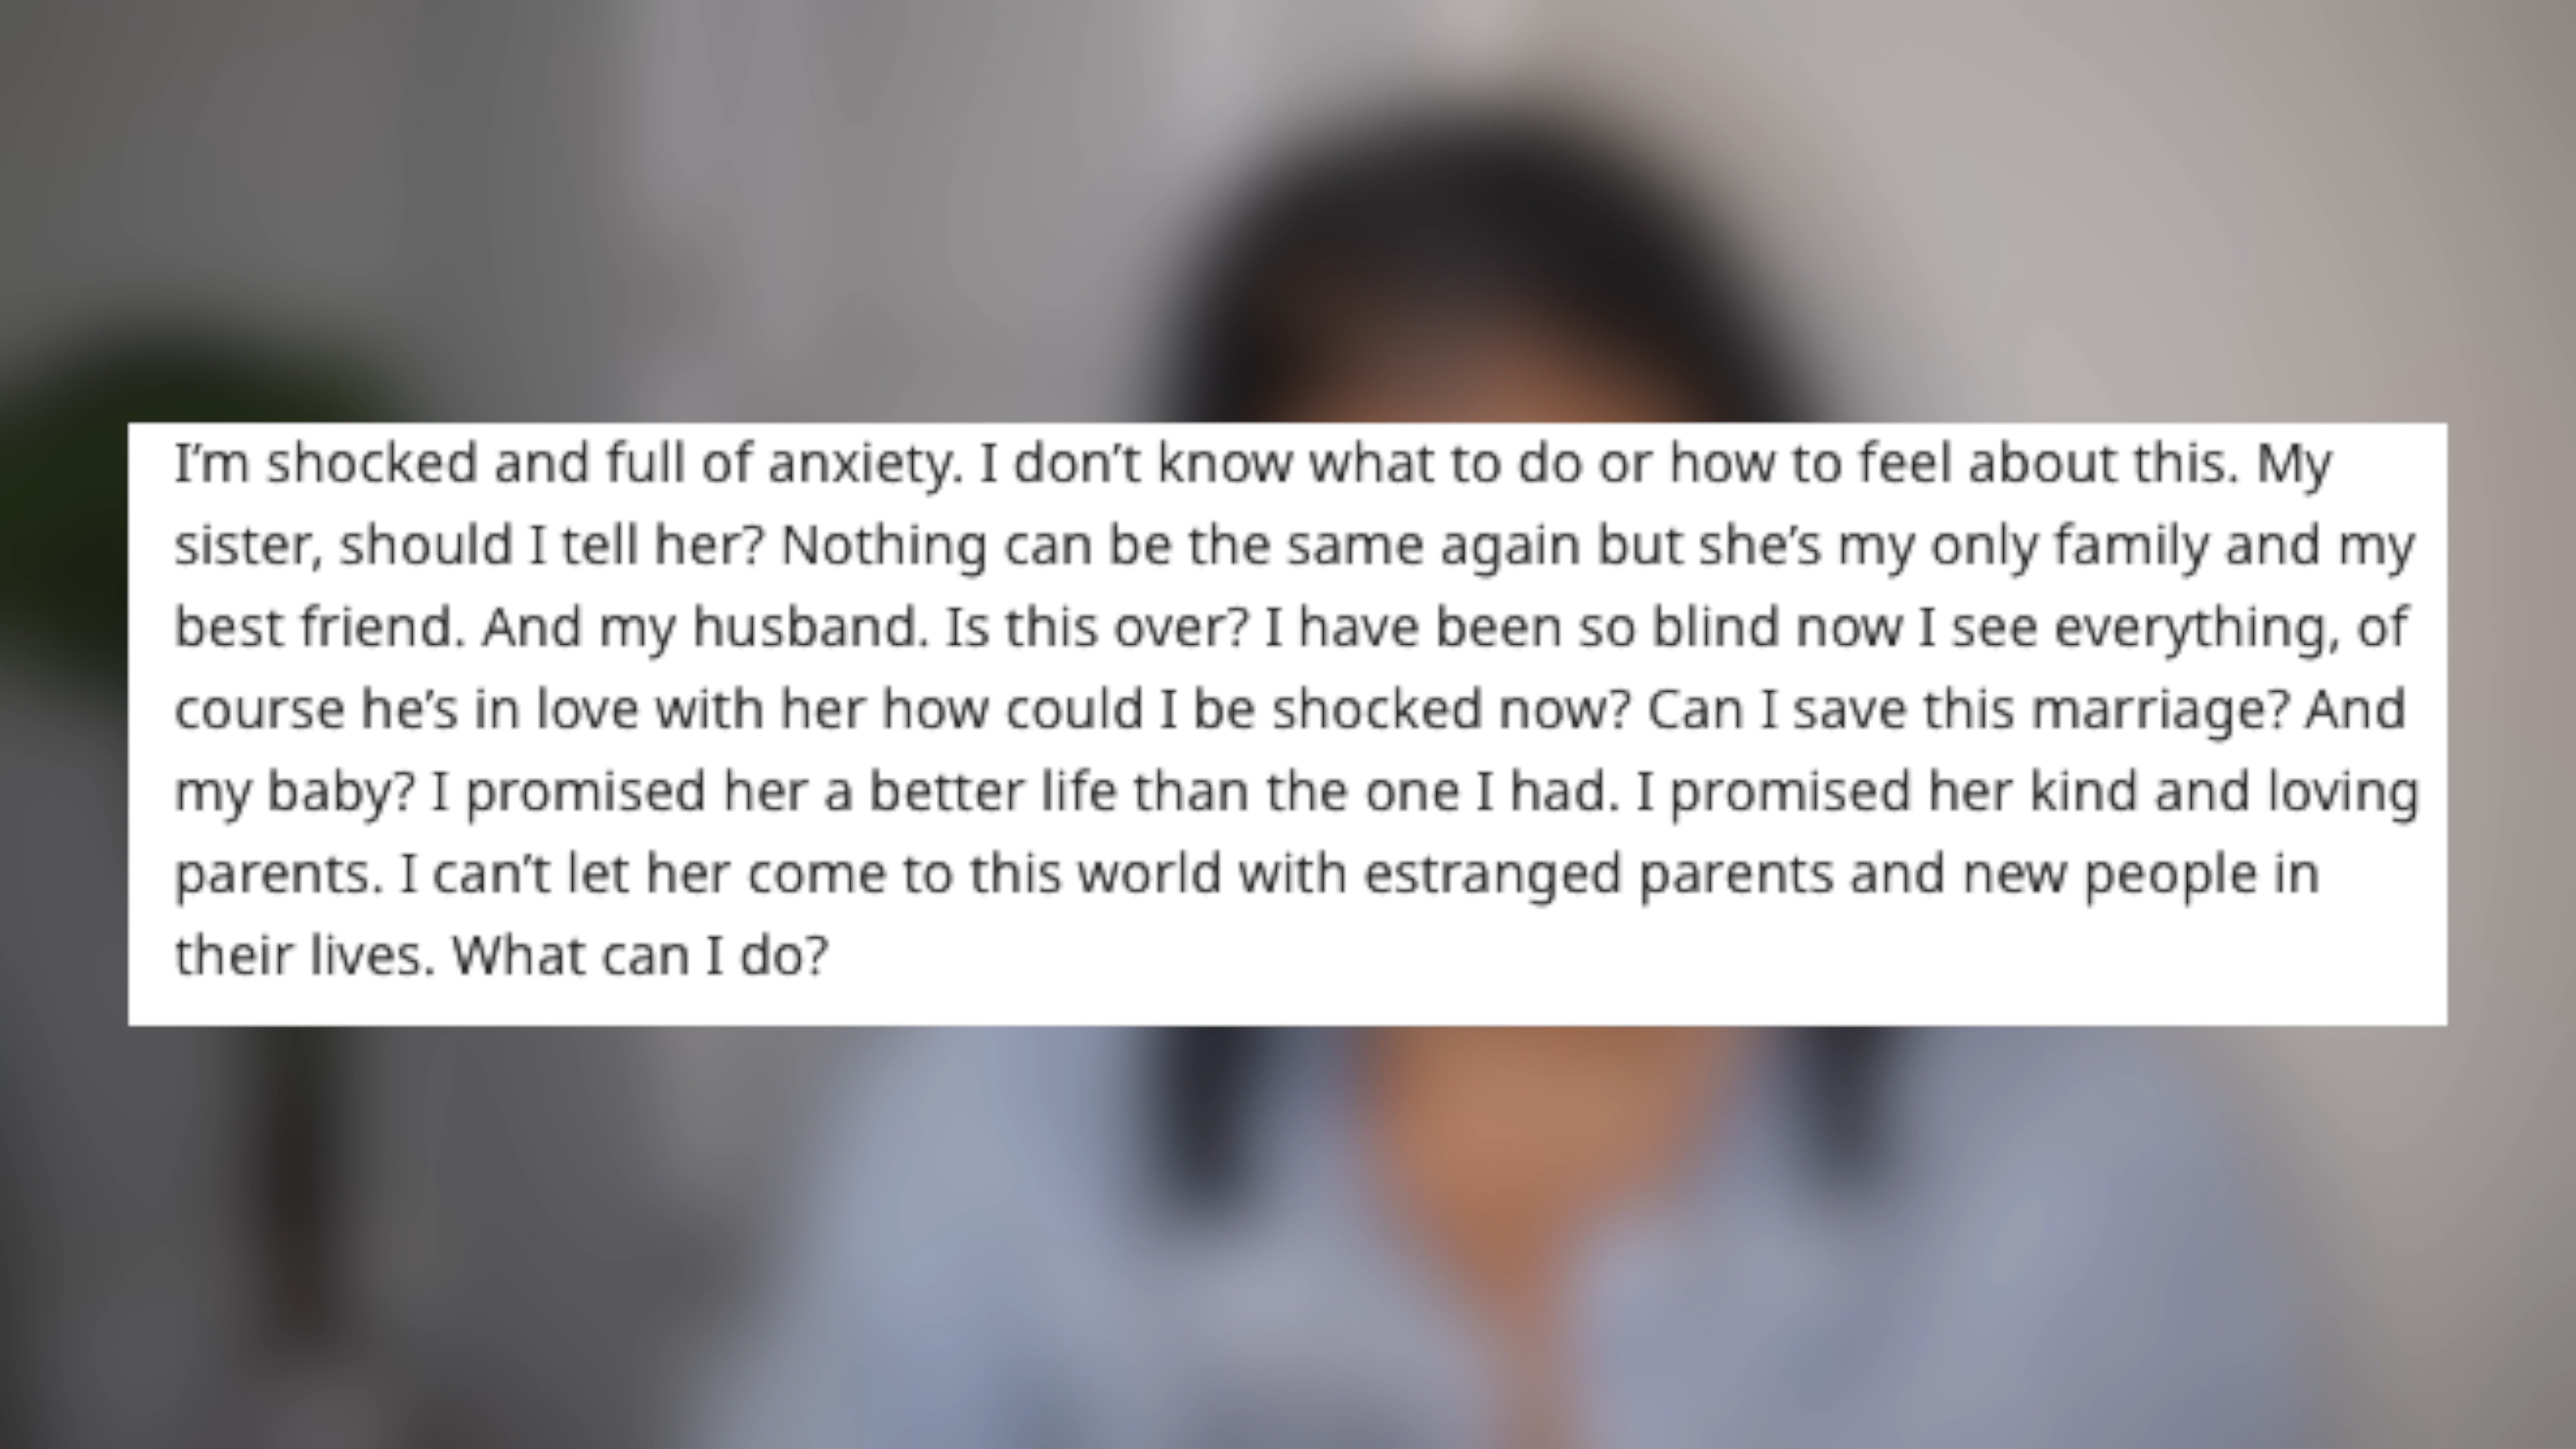 I’m shocked and full of anxiety. I don’t know what to do or how to feel about this. My
sister, should I tell her? Nothing can be the same again but she’s my only family and my
best friend. And my husband. Is this over? I have been so blind now I see everything, of
course he’s in love with her how could I be shocked now? Can I save this marriage? And
my baby? I promised her a better life than the one I had. I promised her kind and loving
parents. I can’t let her come to this world with estranged parents and new people in
their lives. What can I do?